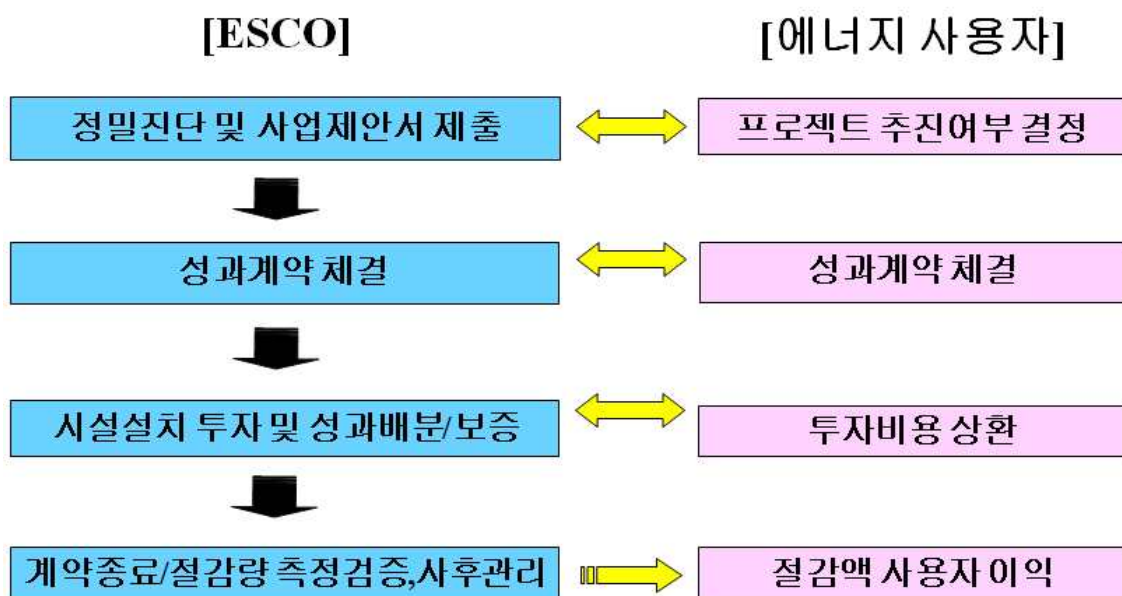 [ESCO] [에너지 사용자]
정밀진단 및 사업제안서 제출 프로젝트 추진여부 결정
성과계약 체결 성과계약 체결
시설설치 투자 및 성과배분/보증 투자비용 상환
계약종료/절감량 측정검증,사후관리 절감액 사용자 이익